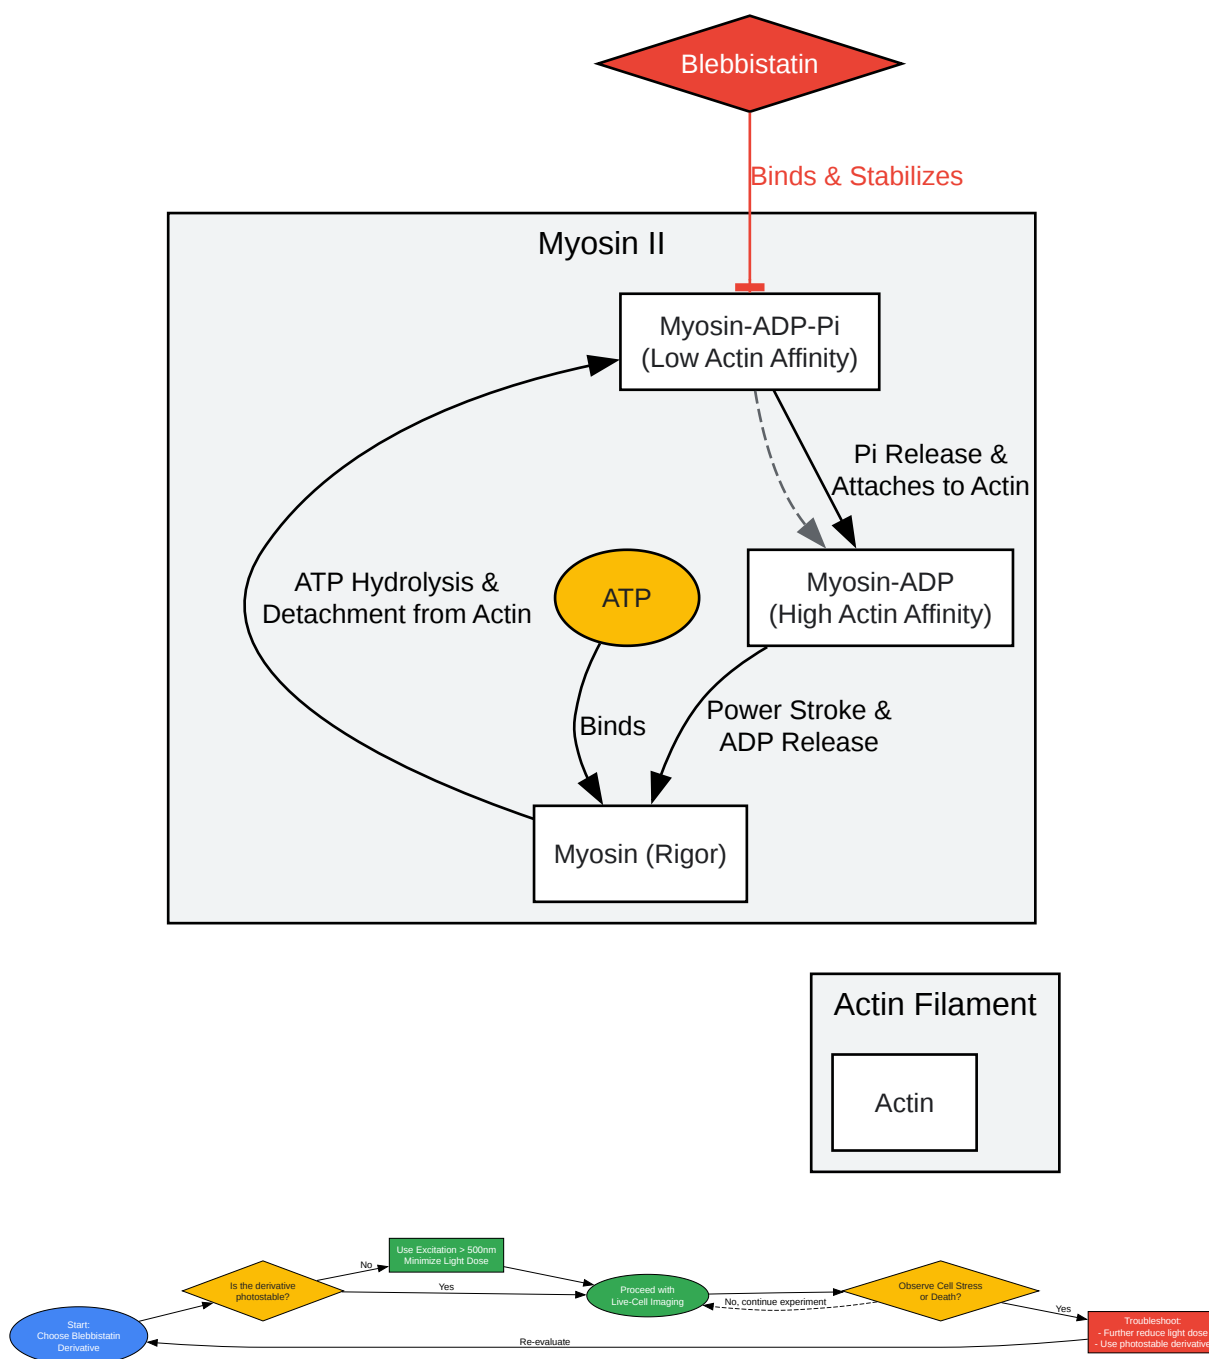 Blebbistatin
Binds & Stabilizes
Myosin II
Myosin-ADP-Pi
(Low Actin Affinity)
Pi Release &
Attaches to Actin
ATP Hydrolysis &
Detachment from Actin
ATP
Myosin-ADP
(High Actin Affinity)
Binds
Power Stroke &
ADP Release
Myosin (Rigor)
Actin Filament
Actin
Start:
Choose Blebbistatin
Derivative
Is the derivative
photostable?
No
Use Excitation > 500nm
Minimize Light Dose
Yes
Proceed with
Live-Cell Imaging
No, continue experiment
Observe Cell Stress
or Death?
Yes
Troubleshoot:
- Further reduce light dose
- Use photostable derivative
Re-evaluate